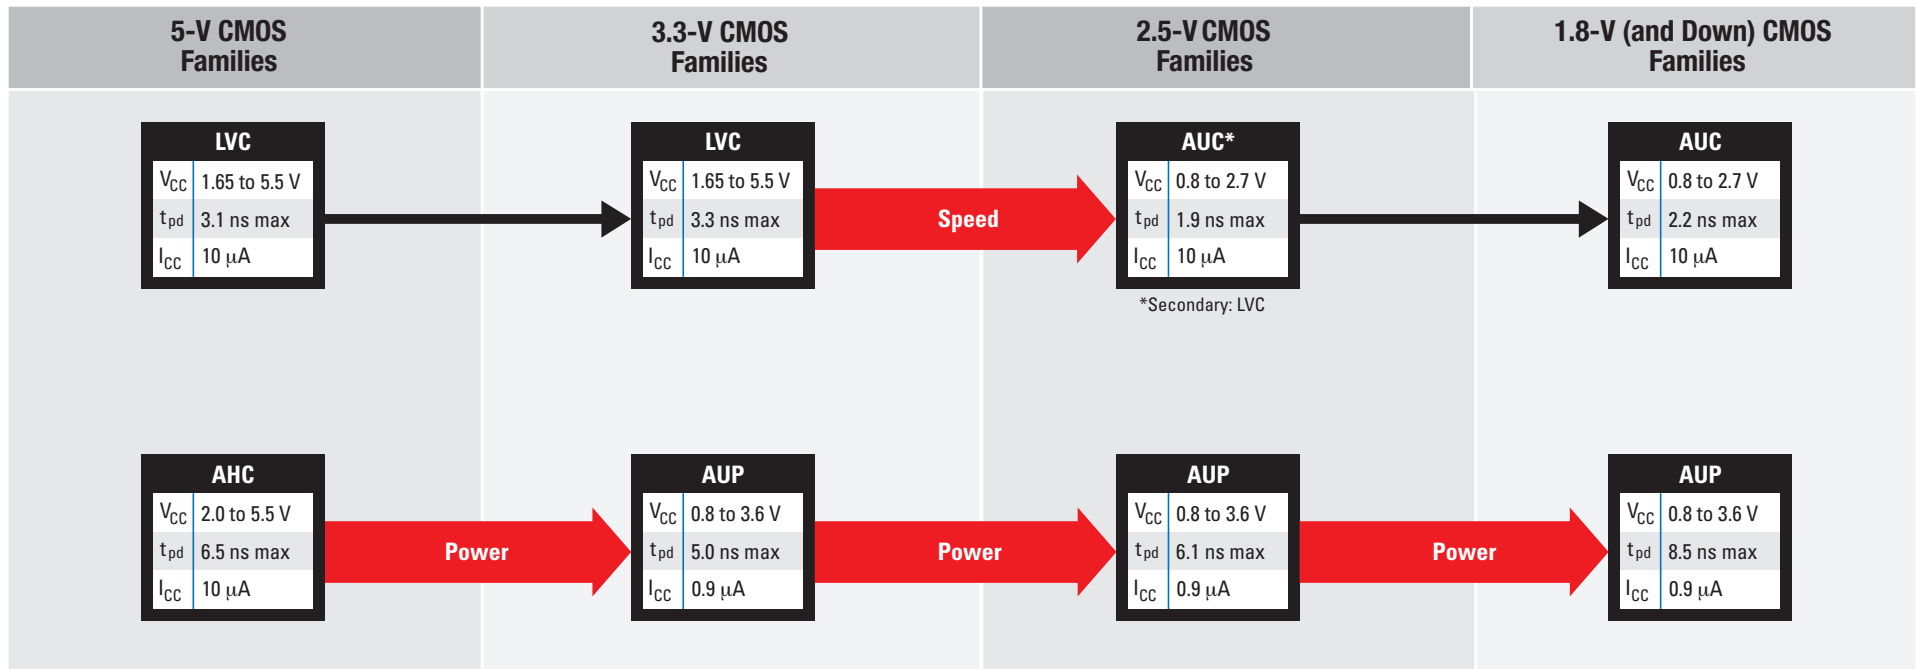 5-V CMOS
Families
3.3-V CMOS
Families
2.5-V CMOS
Families
1.8-V (and Down) CMOS
Families
LVC
VCC 1.65 to 5.5 V
tpd 3.1 ns max
ICC 10 μA
LVC
VCC 1.65 to 5.5 V
tpd 3.3 ns max
ICC 10 μA
Speed
AUC*
VCC 0.8 to 2.7 V
tpd 1.9 ns max
ICC 10 μA
*Secondary: LVC
AUC
VCC 0.8 to 2.7 V
tpd 2.2 ns max
ICC 10 μA
AHC
VCC 2.0 to 5.5 V
tpd 6.5 ns max
ICC 10 μA
Power
AUP
VCC 0.8 to 3.6 V
tpd 5.0 ns max
ICC 0.9 μA
Power
AUP
VCC 0.8 to 3.6 V
tpd 6.1 ns max
ICC 0.9 μA
Power
AUP
VCC 0.8 to 3.6 V
tpd 8.5 ns max
ICC 0.9 μA